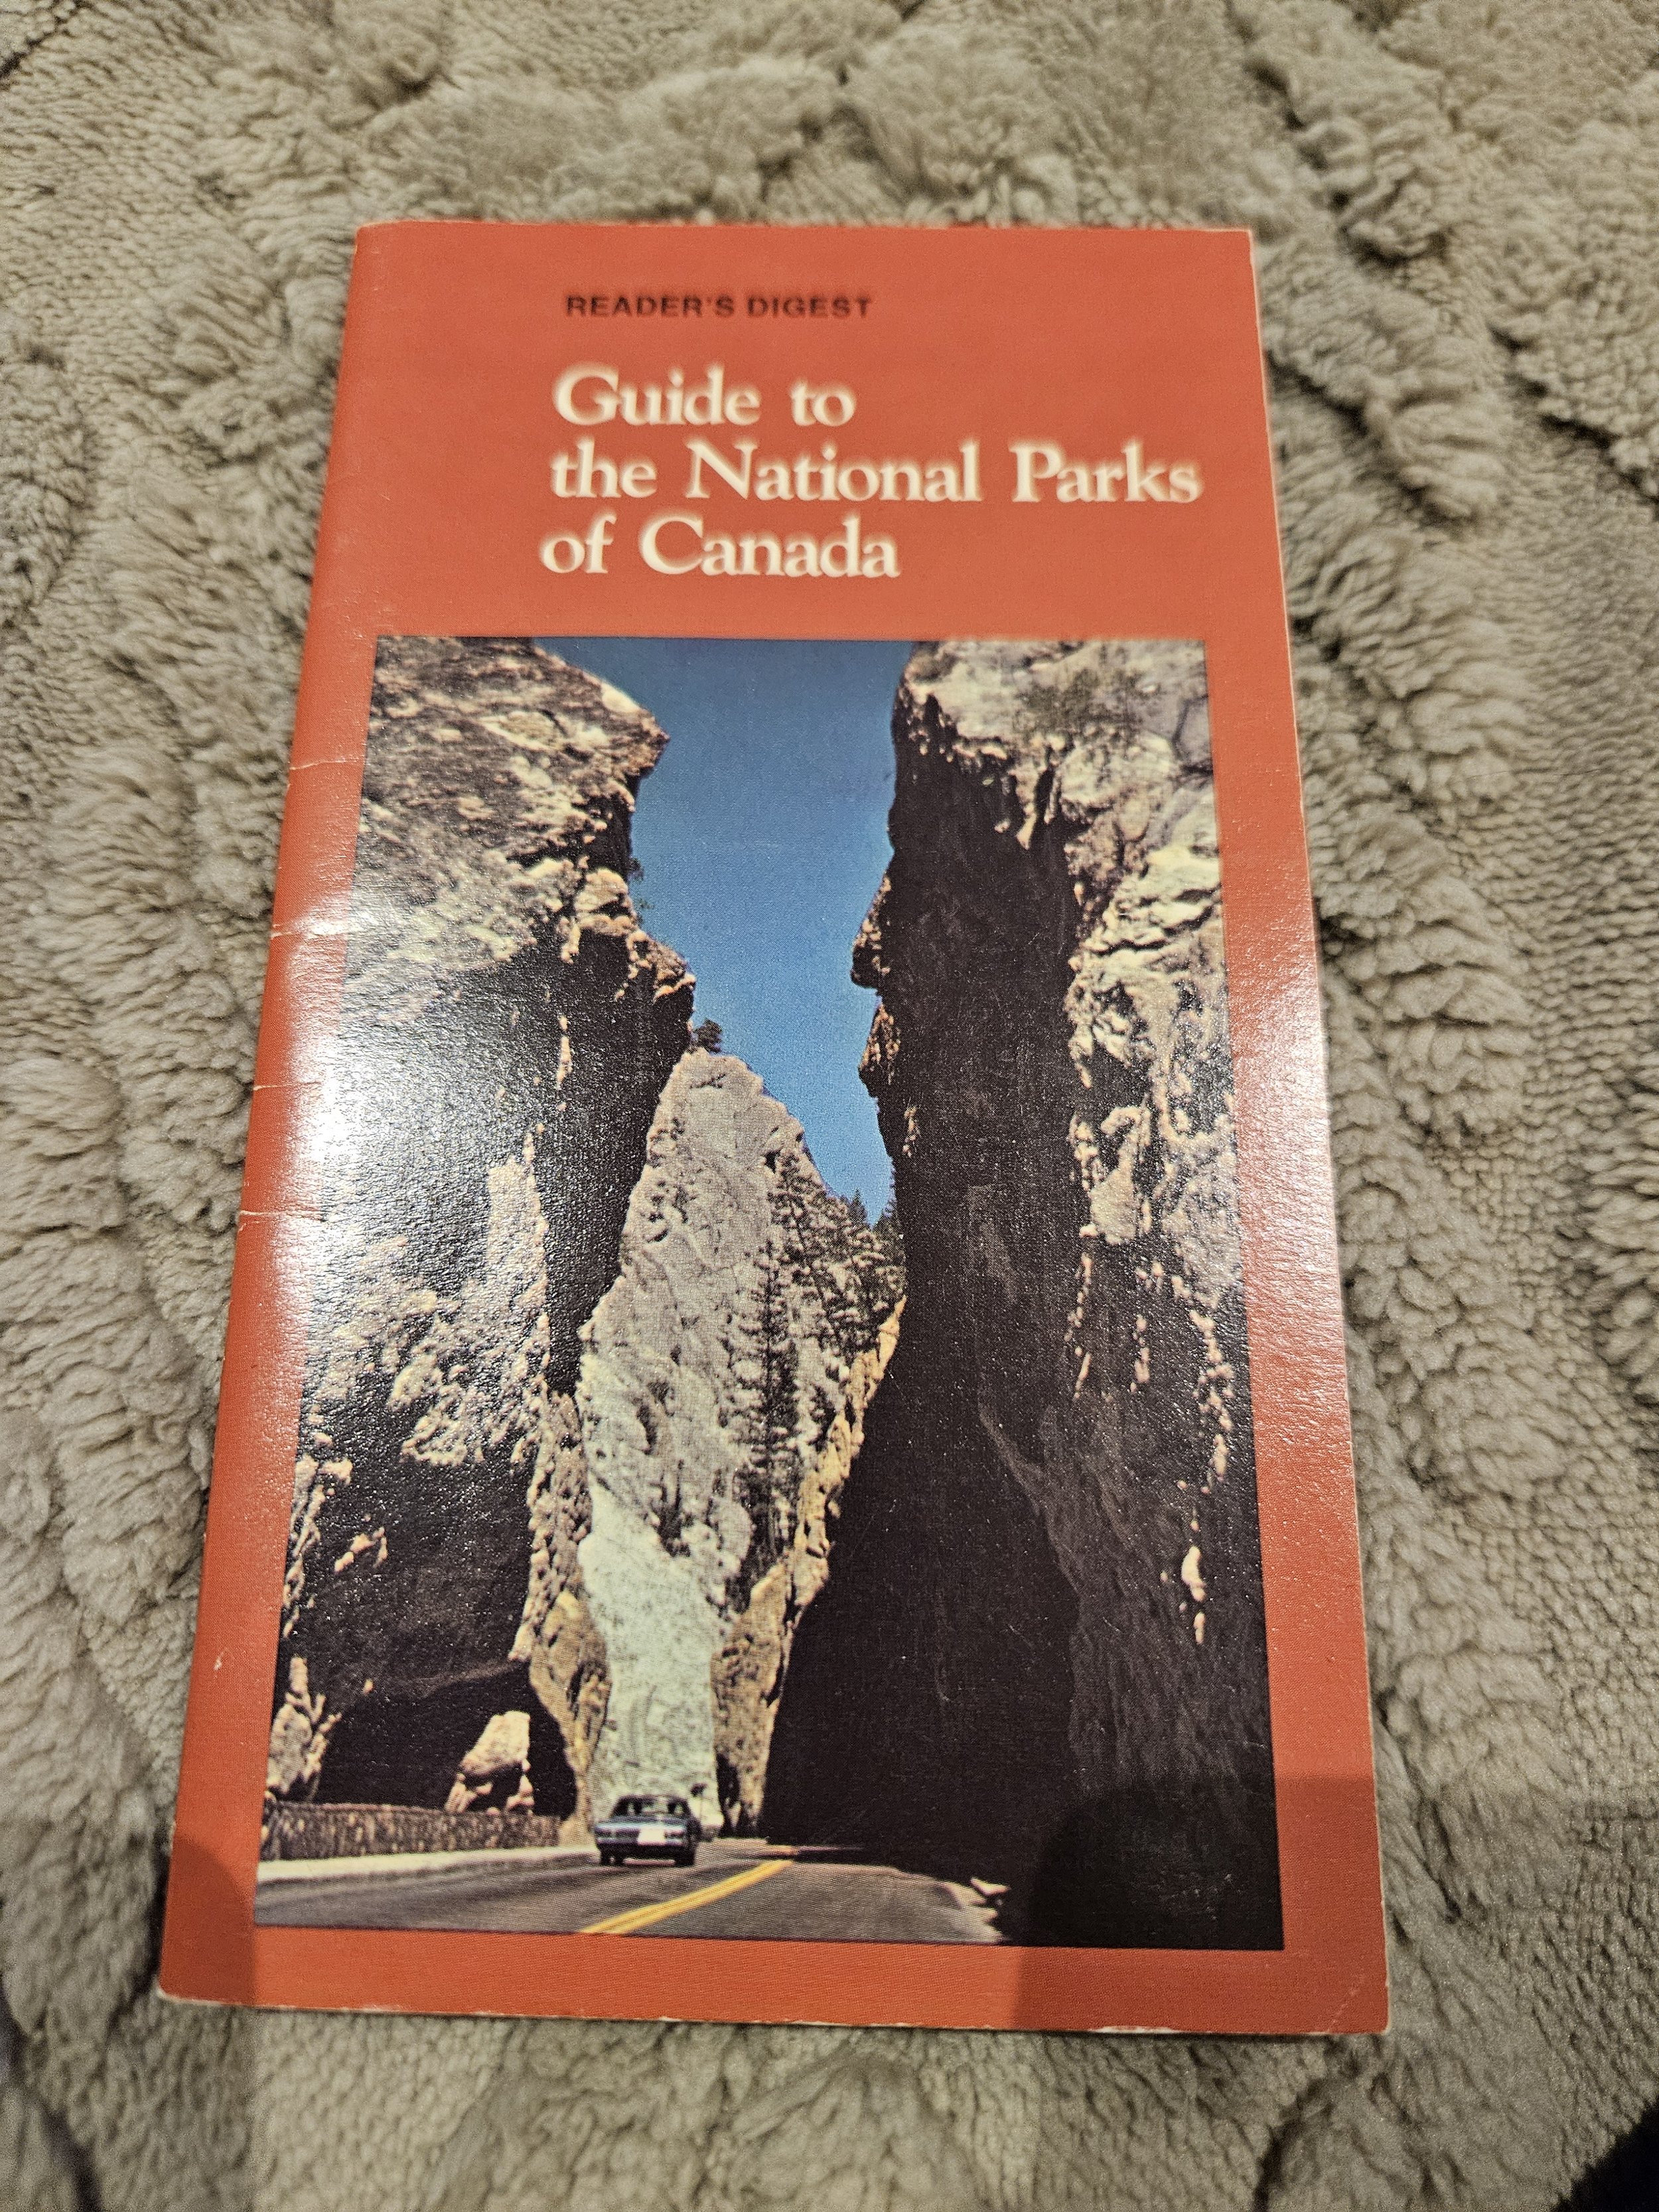 READER'S DIGEST
Guide to
the National Parks
of Canada